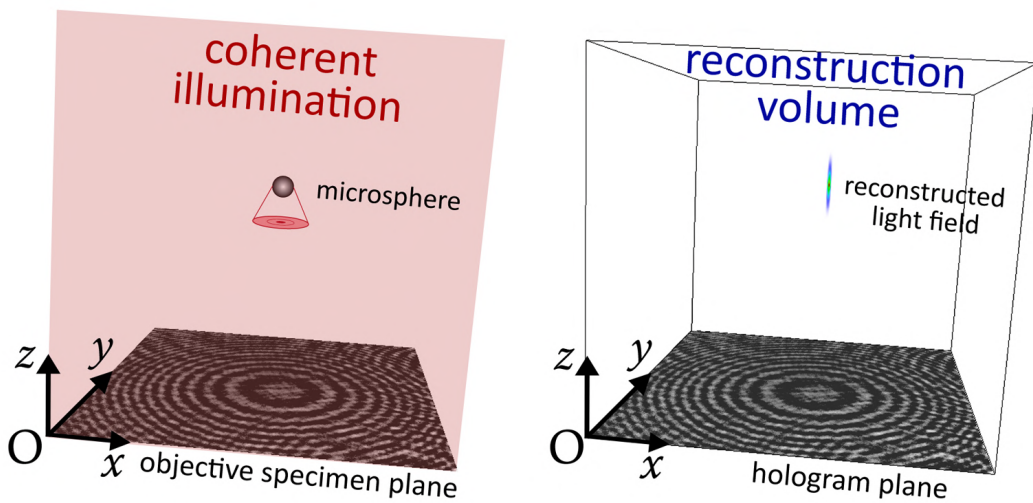 coherent
illumination
microsphere
z
y
O
x
objective specimen plane
reconstruction
volume
reconstructed
light field
z
y
O
x
hologram plane